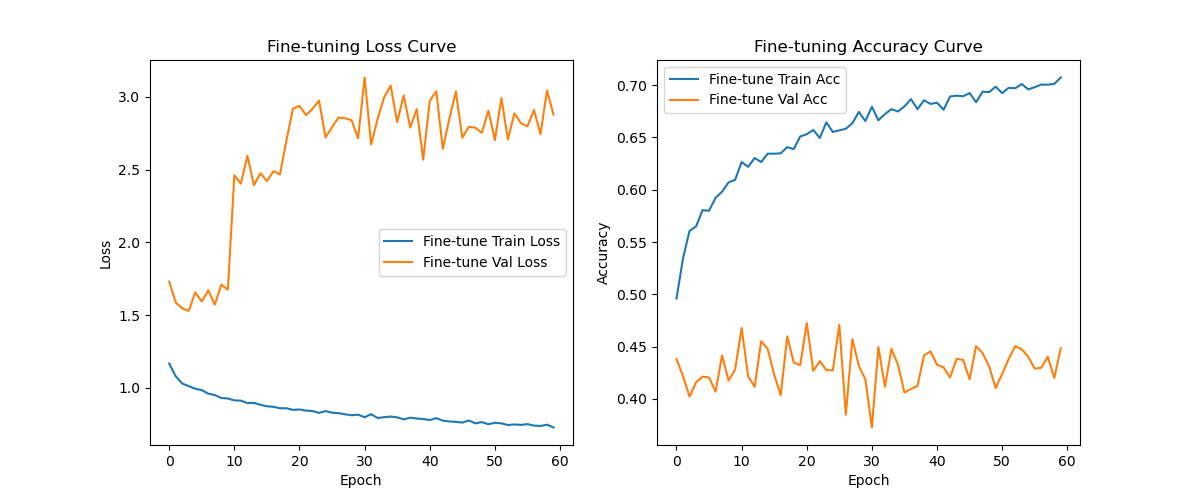 Fine-tuning Loss Curve
3.0
2.5
2.0
1.5
1.0
Loss
Fine-tune Train Loss
Fine-tune Val Loss
0 10 20 30 40 50 60
Epoch
Fine-tuning Accuracy Curve
Fine-tune Train Acc
Fine-tune Val Acc
0.70
0.65
0.60
0.55
0.50
0.45
0.40
Accuracy
0 10 20 30 40 50 60
Epoch